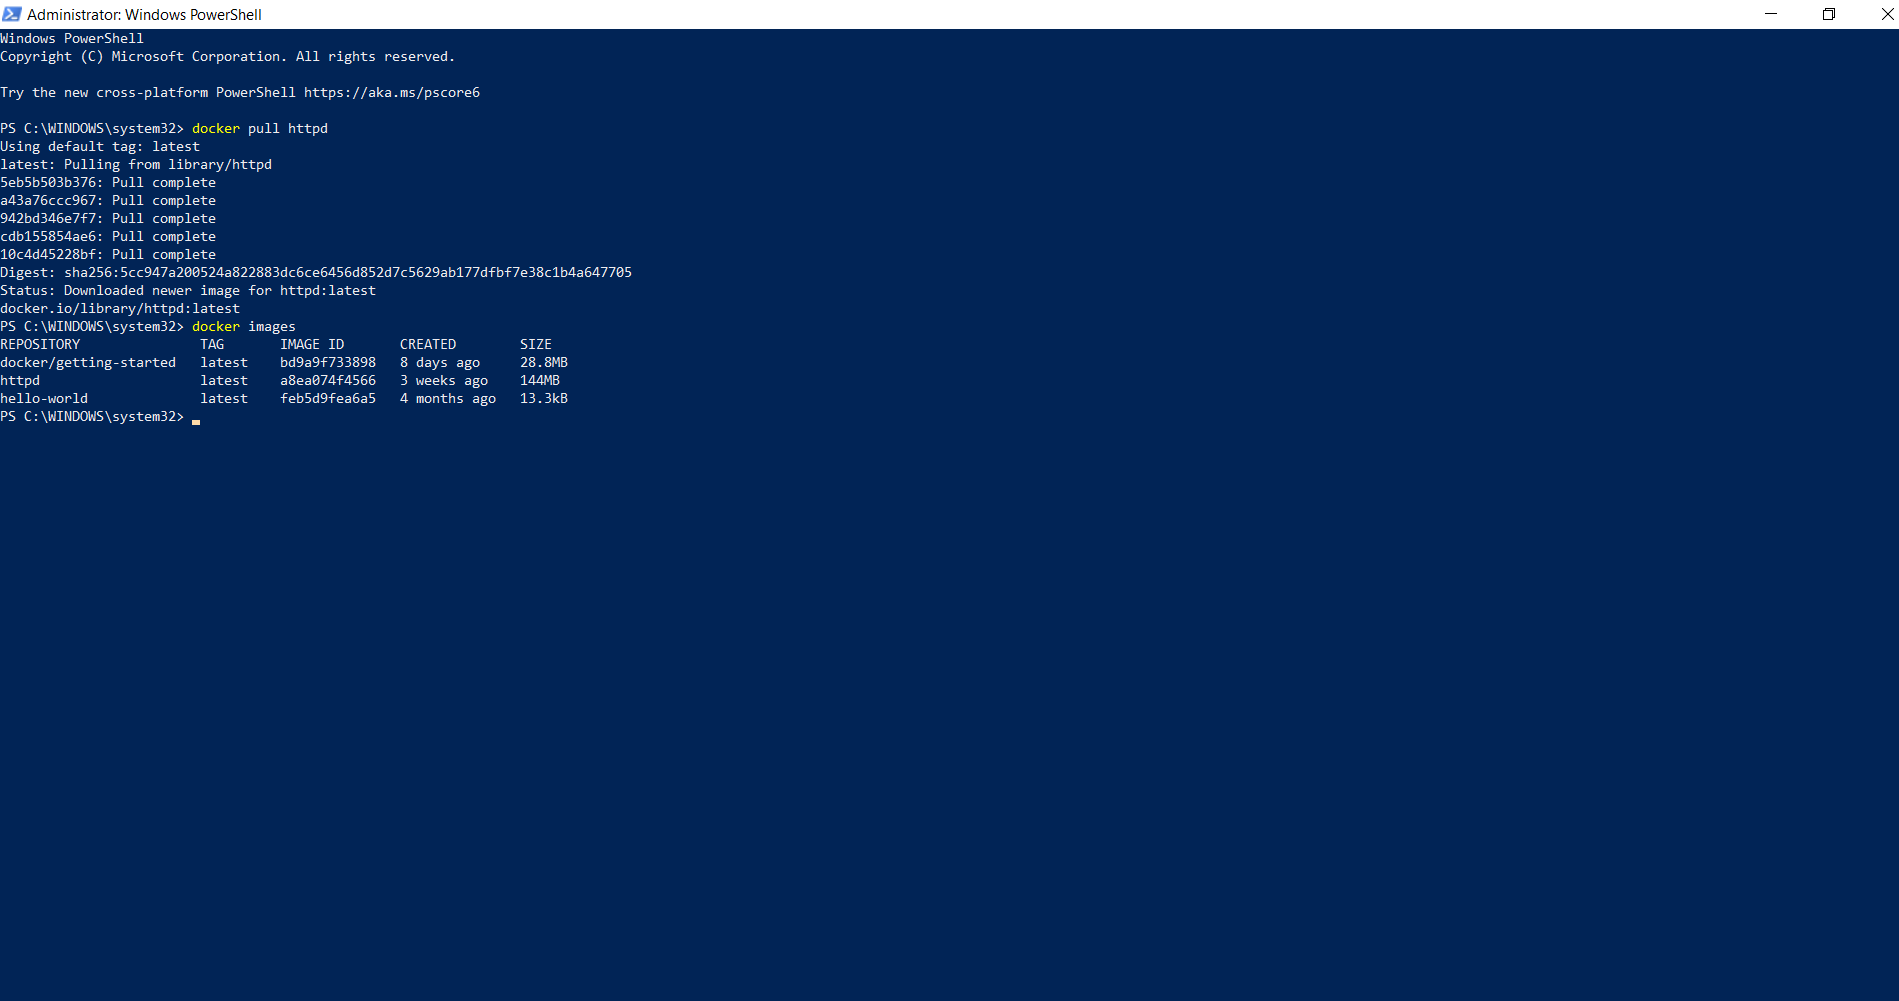 Administrator: Windows PowerShell
Windows PowerShell
Copyright (C) Microsoft Corporation. All rights reserved.
Try the new cross-platform PowerShell https://aka.ms/pscore6
PS C:\WINDOWS\system32> docker pull httpd
Using default tag: latest
latest: Pulling from library/httpd
5eb5b503b376: Pull complete
a43a76ccc967: Pull complete
942bd346e7f7: Pull complete
cdb155854ae6: Pull complete
10c4d45228bf: Pull complete
Digest: sha256:5cc947a200524a822883dc6ce6456d852d7c5629ab177dfbf7e38c1b4a647705
Status: Downloaded newer image for httpd:latest
docker.io/library/httpd:latest
PS C:\WINDOWS\system32> docker images
REPOSITORY               TAG       IMAGE ID       CREATED        SIZE
docker/getting-started   latest    bd9a9f733898   8 days ago     28.8MB
httpd                    latest    a8ea074f4566   3 weeks ago    144MB
hello-world              latest    feb5d9fea6a5   4 months ago   13.3kB
PS C:\WINDOWS\system32>